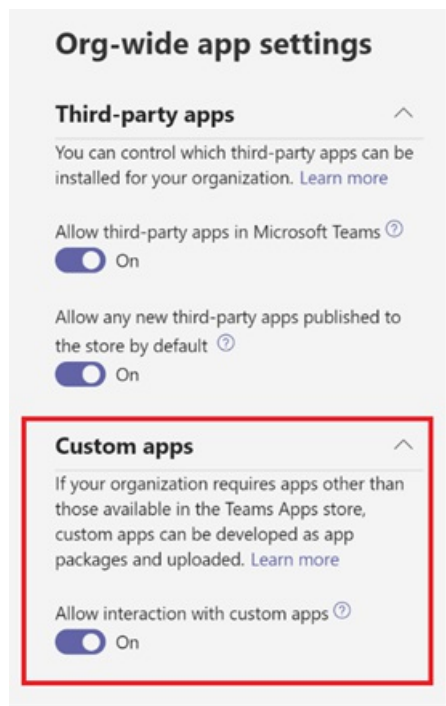 Org-wide app settings
Third-party apps
You can control which third-party apps can be
installed for your organization. Learn more
Allow third-party apps in Microsoft Teams ?
On
Allow any new third-party apps published to
the store by default ?
On
Custom apps
If your organization requires apps other than
those available in the Teams Apps store,
custom apps can be developed as app
packages and uploaded. Learn more
Allow interaction with custom apps ?
On